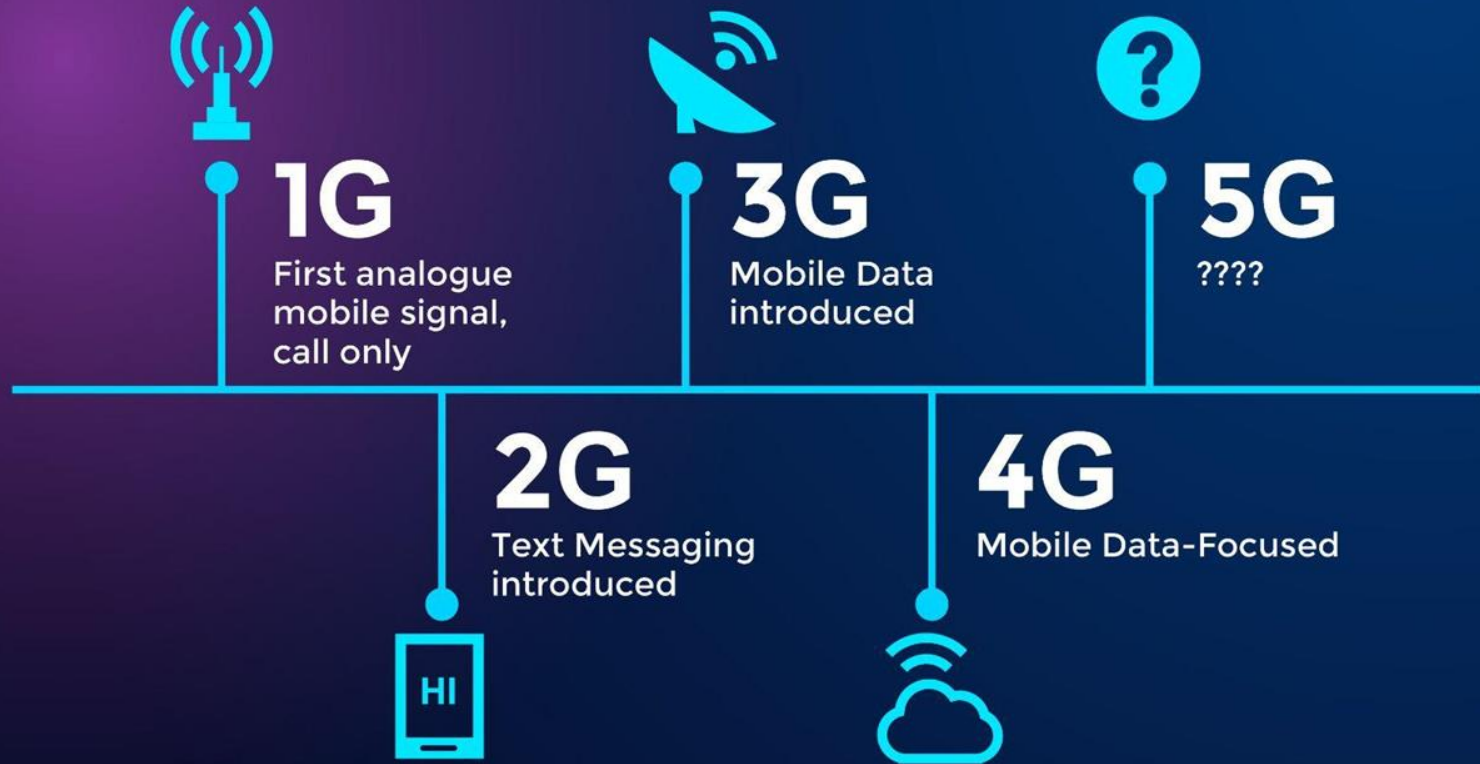 1G
First analogue
mobile signal,
call only
2G
Text Messaging
introduced
HI
3G
Mobile Data
introduced
4G
Mobile Data-Focused
?
5G
????